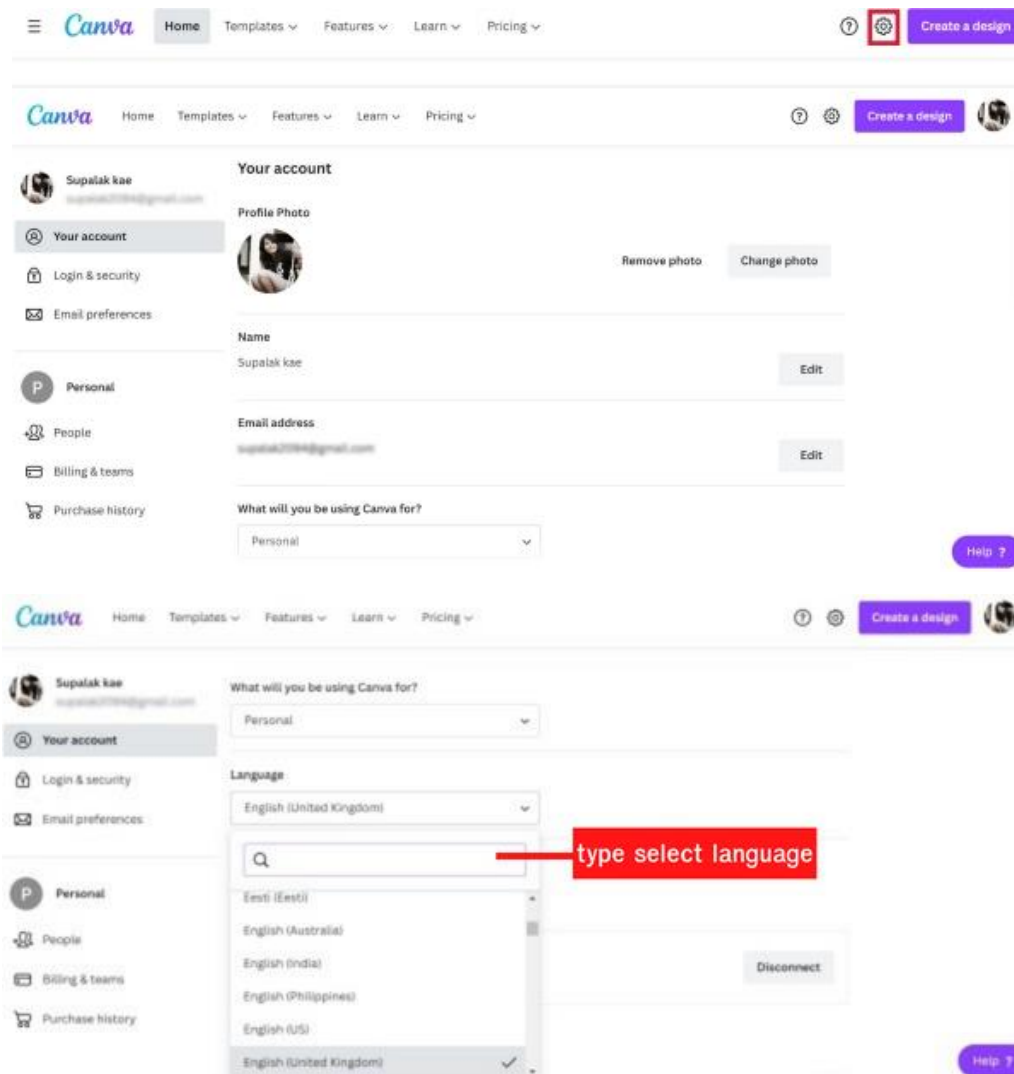 Canva Home Templates Features Learn Pricing Create a design
Canva Home Templates Features Learn Pricing Create a design
Supalak kae
Your account
Login & security
Email preferences
P Personal
People
Billing & teams
Purchase history
Your account
Profile Photo
Remove photo Change photo
Name
Supalak kae
Edit
Email address
Edit
What will you be using Canva for?
Personal
Help ?
Canva Home Templates Features Learn Pricing Create a design
Supalak kae
Your account
Login & security
Email preferences
P Personal
People
Billing & teams
Purchase history
What will you be using Canva for?
Personal
Language
English (United Kingdom)
type select language
Eesti (Eesti)
English (Australia)
English (India)
English (Philippines)
English (US)
English (United Kingdom)
Disconnect
Help ?